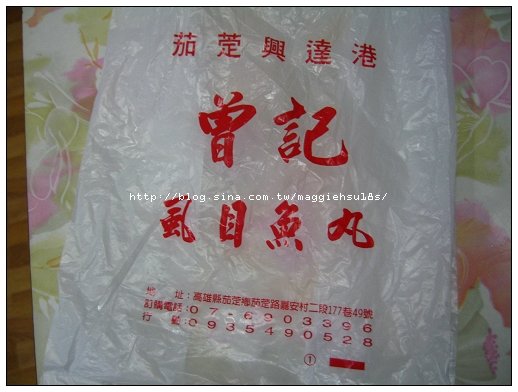 茄萣興達港
曾記
http://blog.sina.com.tw/maggiehsu18s/
虱目魚丸
地 址:高雄縣茄萣鄉茄萣路嘉安村二段177巷49號
訂購電話:07-6903396
行 動:0935490528
①